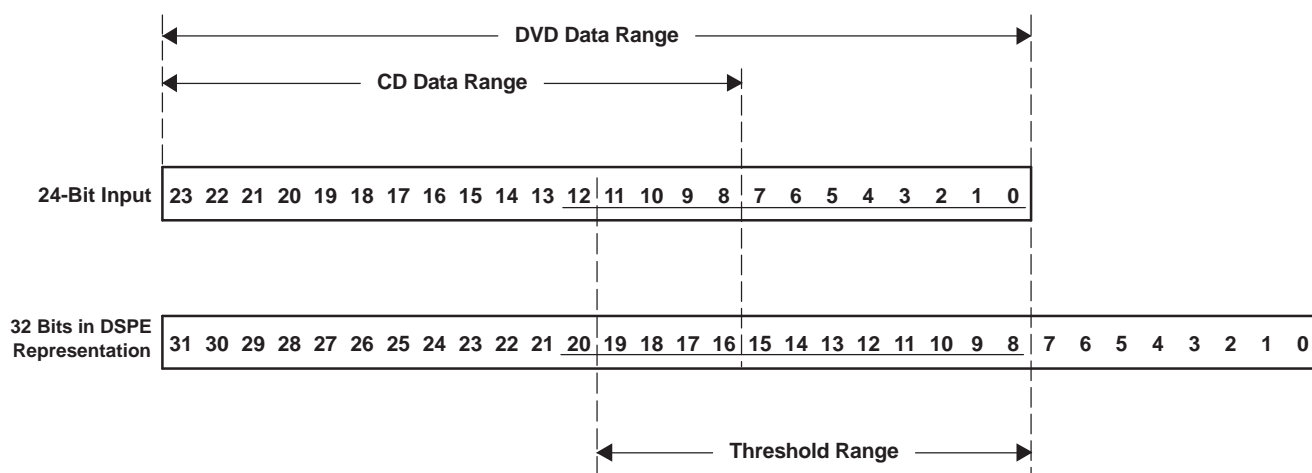 DVD Data Range
CD Data Range
24-Bit Input 23 22 21 20 19 18 17 16 15 14 13 12 11 10 9 8 7 6 5 4 3 2 1 0
32 Bits in DSPE
Representation 31 30 29 28 27 26 25 24 23 22 21 20 19 18 17 16 15 14 13 12 11 10 9 8 7 6 5 4 3 2 1 0
Threshold Range